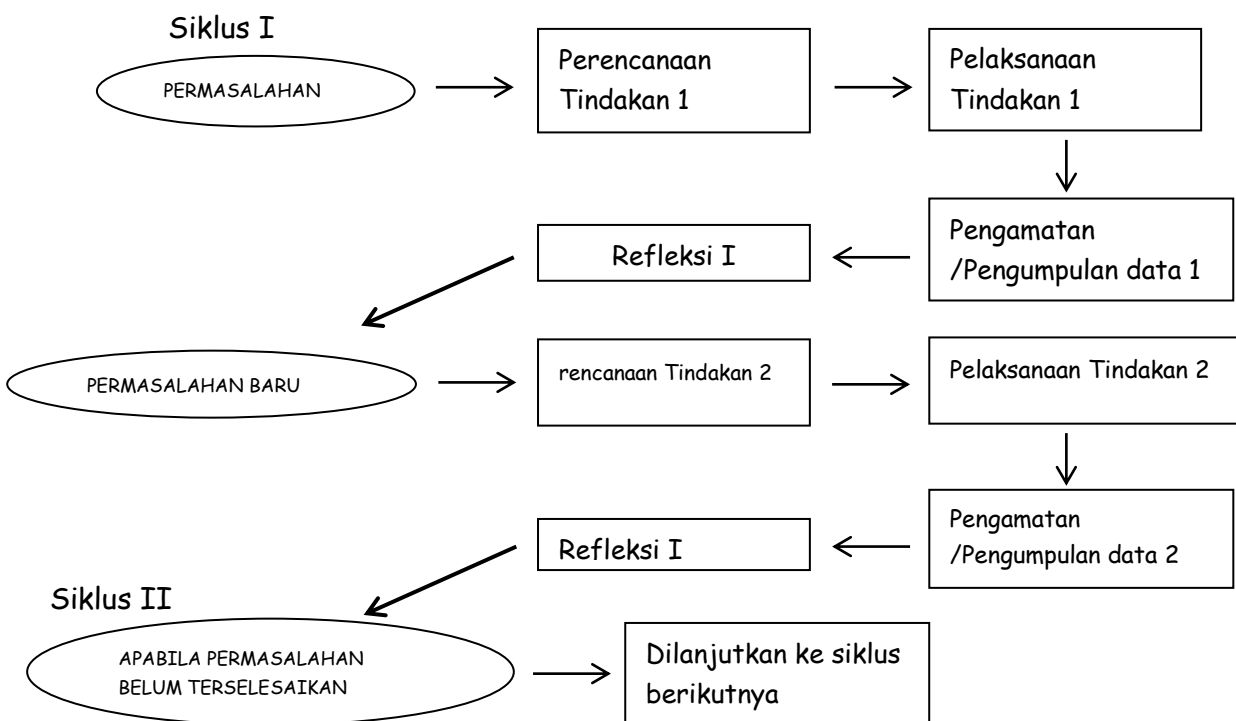 Siklus I
PERMASALAHAN
Perencanaan
Tindakan 1
Pelaksanaan
Tindakan 1
Refleksi I
Pengamatan
/Pengumpulan data 1
PERMASALAHAN BARU
rencanaan Tindakan 2
Pelaksanaan Tindakan 2
Refleksi I
Pengamatan
/Pengumpulan data 2
Siklus II
APABILA PERMASALAHAN
BELUM TERSELESAIKAN
Dilanjutkan ke siklus
berikutnya